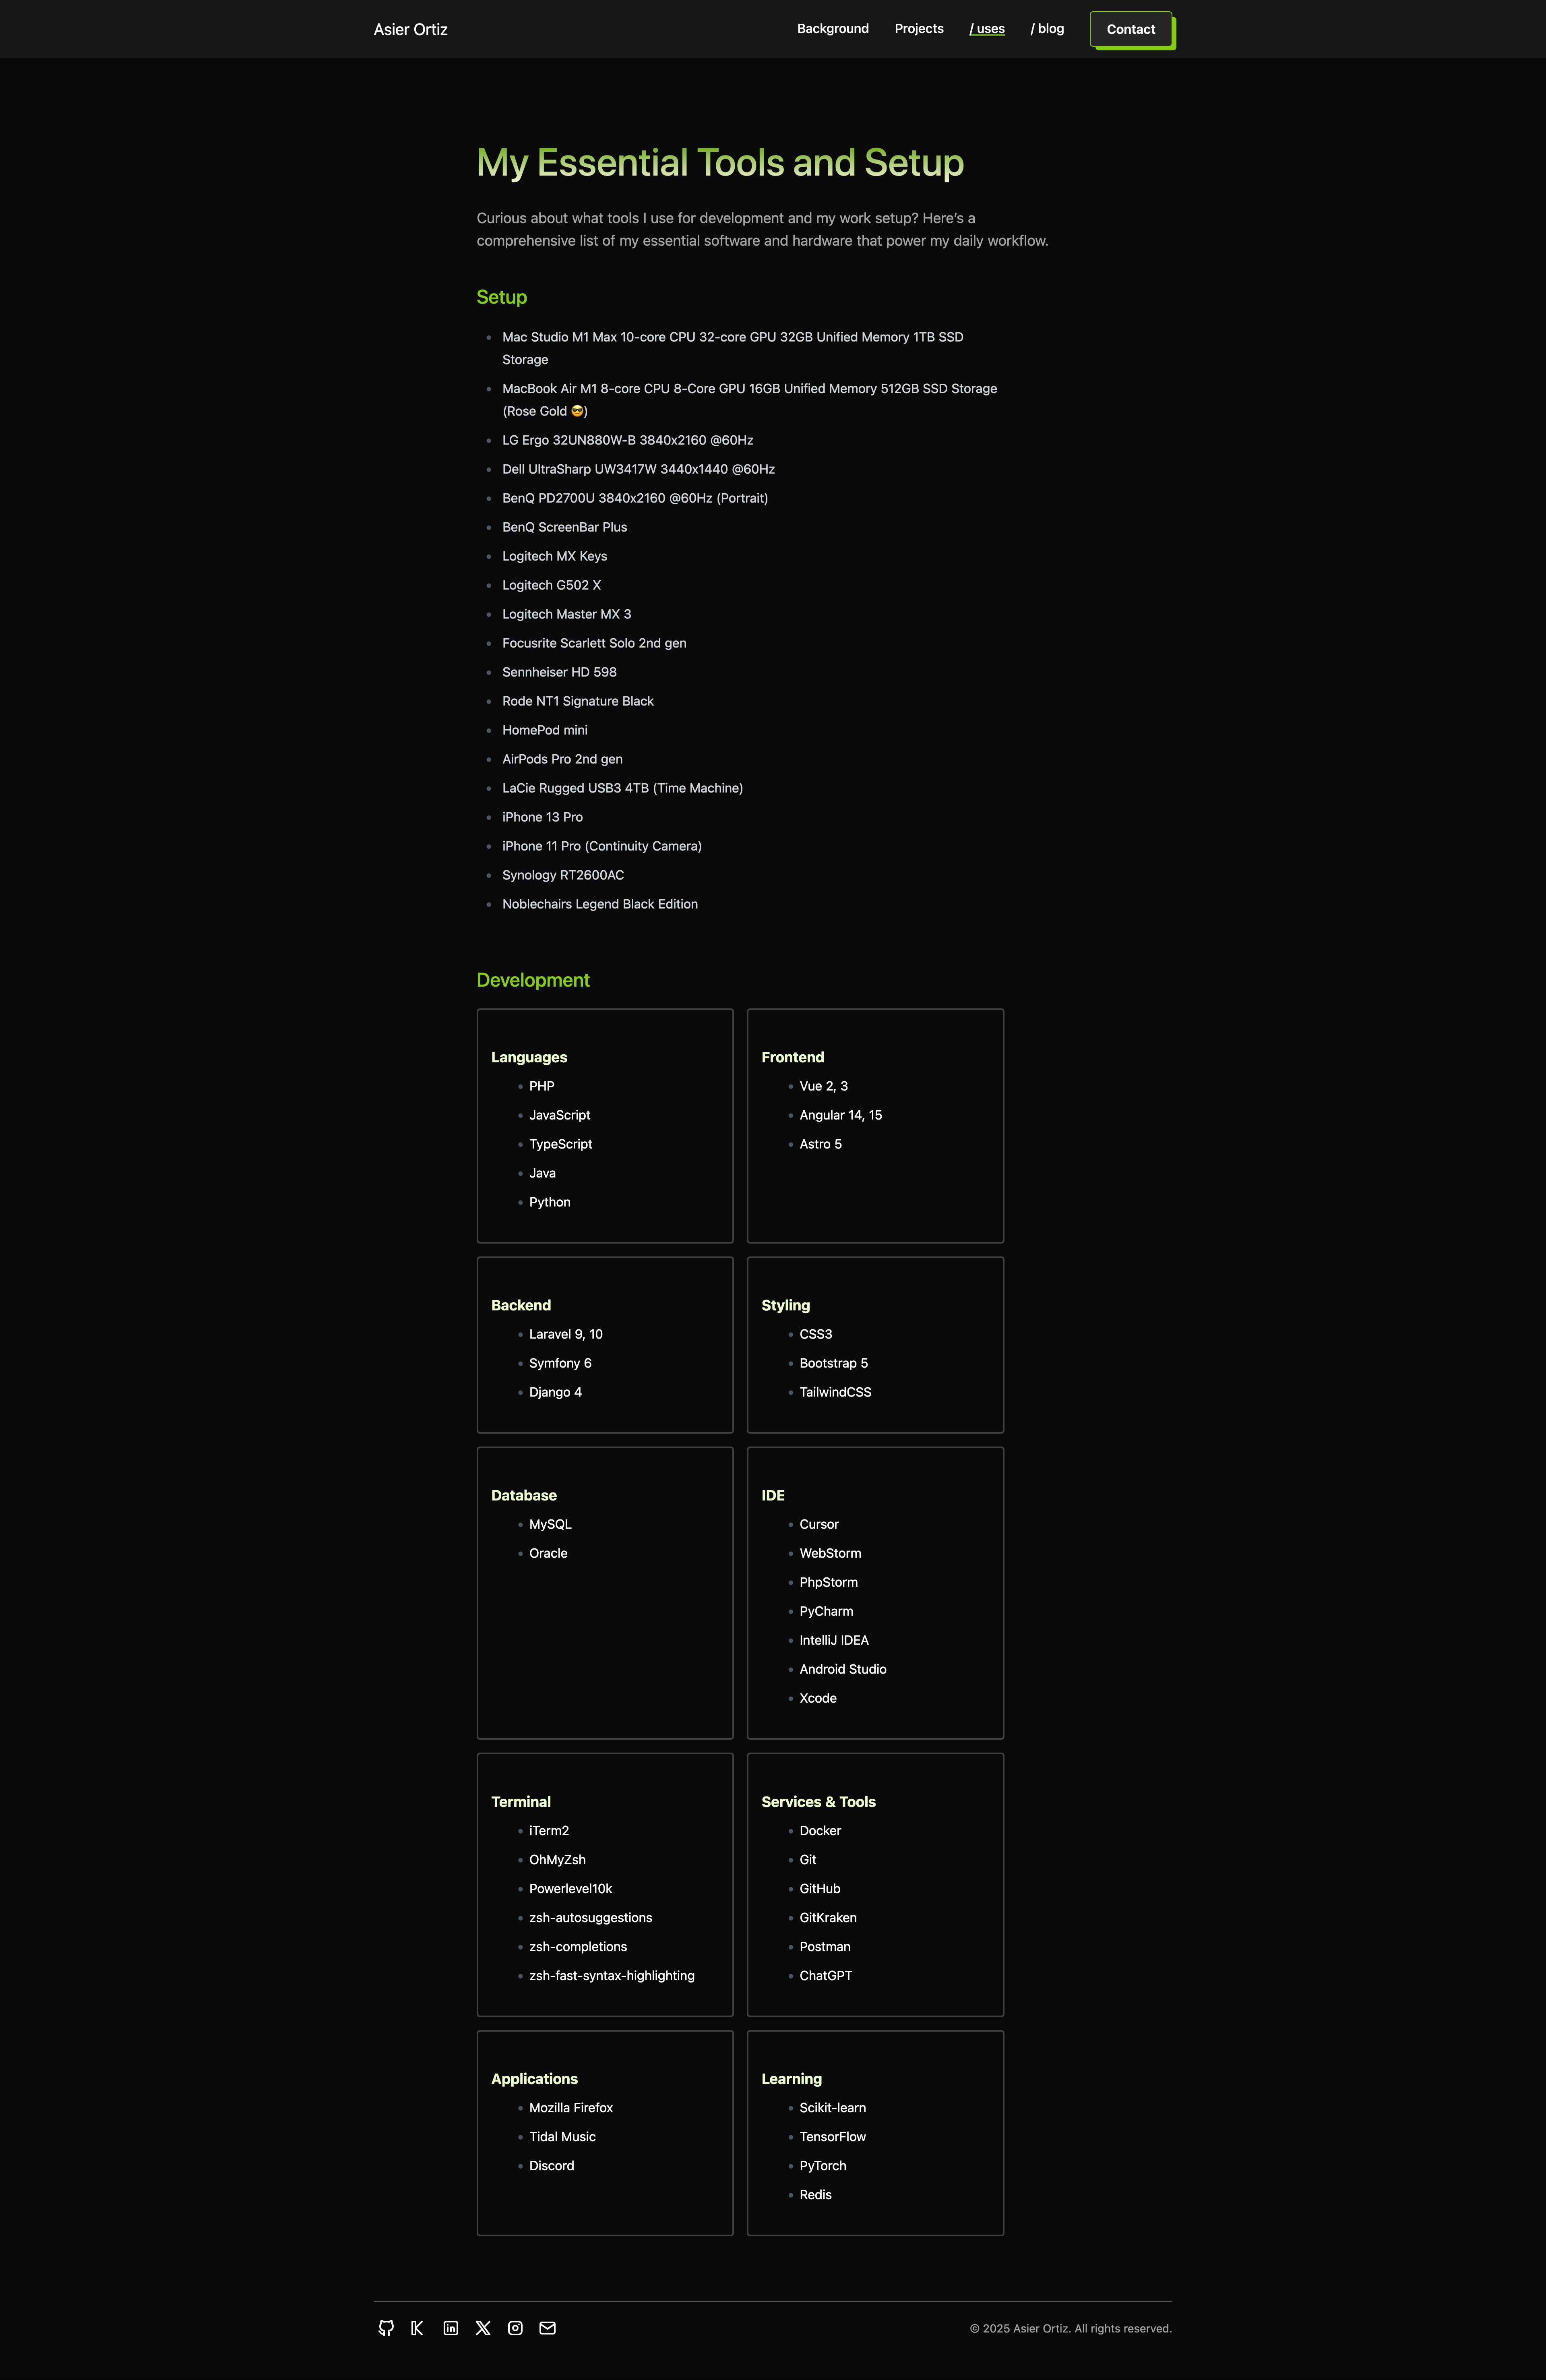 Asier Ortiz
Background
Projects
/ uses
/ blog
Contact
My Essential Tools and Setup
Curious about what tools I use for development and my work setup? Here’s a
comprehensive list of my essential software and hardware that power my daily workflow.
Setup
Mac Studio M1 Max 10-core CPU 32-core GPU 32GB Unified Memory 1TB SSD
Storage
MacBook Air M1 8-core CPU 8-Core GPU 16GB Unified Memory 512GB SSD Storage
(Rose Gold 😎)
LG Ergo 32UN880W-B 3840x2160 @60Hz
Dell UltraSharp UW3417W 3440x1440 @60Hz
BenQ PD2700U 3840x2160 @60Hz (Portrait)
BenQ ScreenBar Plus
Logitech MX Keys
Logitech G502 X
Logitech Master MX 3
Focusrite Scarlett Solo 2nd gen
Sennheiser HD 598
Rode NT1 Signature Black
HomePod mini
AirPods Pro 2nd gen
LaCie Rugged USB3 4TB (Time Machine)
iPhone 13 Pro
iPhone 11 Pro (Continuity Camera)
Synology RT2600AC
Noblechairs Legend Black Edition
Development
Languages
PHP
JavaScript
TypeScript
Java
Python
Frontend
Vue 2, 3
Angular 14, 15
Astro 5
Backend
Laravel 9, 10
Symfony 6
Django 4
Styling
CSS3
Bootstrap 5
TailwindCSS
Database
MySQL
Oracle
IDE
Cursor
WebStorm
PhpStorm
PyCharm
IntelliJ IDEA
Android Studio
Xcode
Terminal
iTerm2
OhMyZsh
Powerlevel10k
zsh-autosuggestions
zsh-completions
zsh-fast-syntax-highlighting
Services & Tools
Docker
Git
GitHub
GitKraken
Postman
ChatGPT
Applications
Mozilla Firefox
Tidal Music
Discord
Learning
Scikit-learn
TensorFlow
PyTorch
Redis
© 2025 Asier Ortiz. All rights reserved.